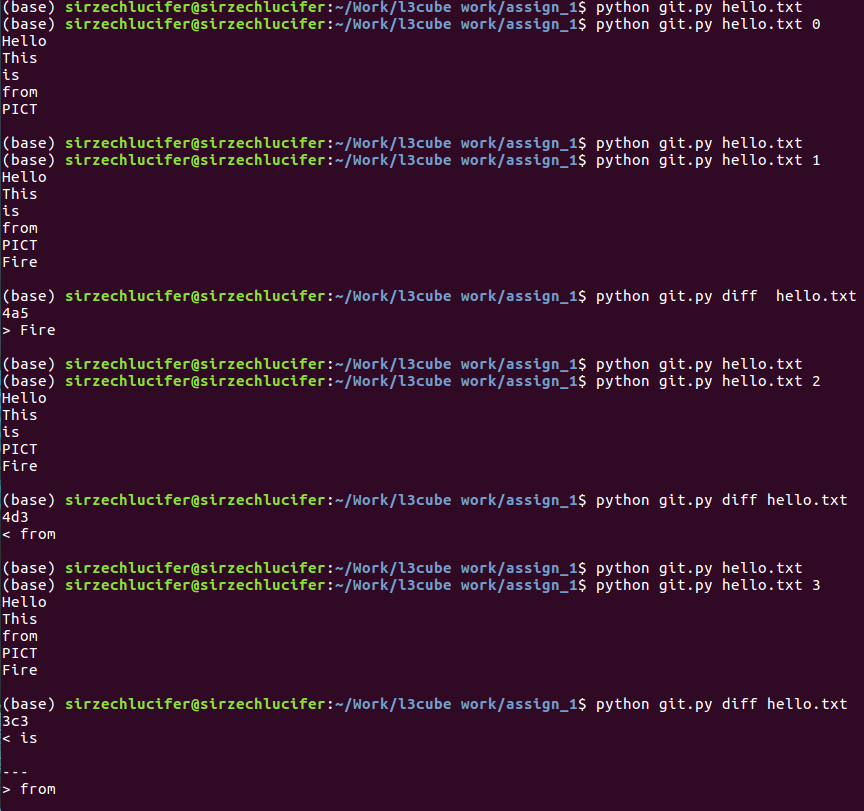 (base) sirzechlucifer@sirzechlucifer:~/Work/l3cube work/assign_1$ python git.py hello.txt
(base) sirzechlucifer@sirzechlucifer:~/Work/l3cube work/assign_1$ python git.py hello.txt 0
Hello
This
is
from
PICT
(base) sirzechlucifer@sirzechlucifer:~/Work/l3cube work/assign_1$ python git.py hello.txt
(base) sirzechlucifer@sirzechlucifer:~/Work/l3cube work/assign_1$ python git.py hello.txt 1
Hello
This
is
from
PICT
Fire
(base) sirzechlucifer@sirzechlucifer:~/Work/l3cube work/assign_1$ python git.py diff  hello.txt
4a5
> Fire
(base) sirzechlucifer@sirzechlucifer:~/Work/l3cube work/assign_1$ python git.py hello.txt
(base) sirzechlucifer@sirzechlucifer:~/Work/l3cube work/assign_1$ python git.py hello.txt 2
Hello
This
is
PICT
Fire
(base) sirzechlucifer@sirzechlucifer:~/Work/l3cube work/assign_1$ python git.py diff hello.txt
4d3
< from
(base) sirzechlucifer@sirzechlucifer:~/Work/l3cube work/assign_1$ python git.py hello.txt
(base) sirzechlucifer@sirzechlucifer:~/Work/l3cube work/assign_1$ python git.py hello.txt 3
Hello
This
from
PICT
Fire
(base) sirzechlucifer@sirzechlucifer:~/Work/l3cube work/assign_1$ python git.py diff hello.txt
3c3
< is
---
> from